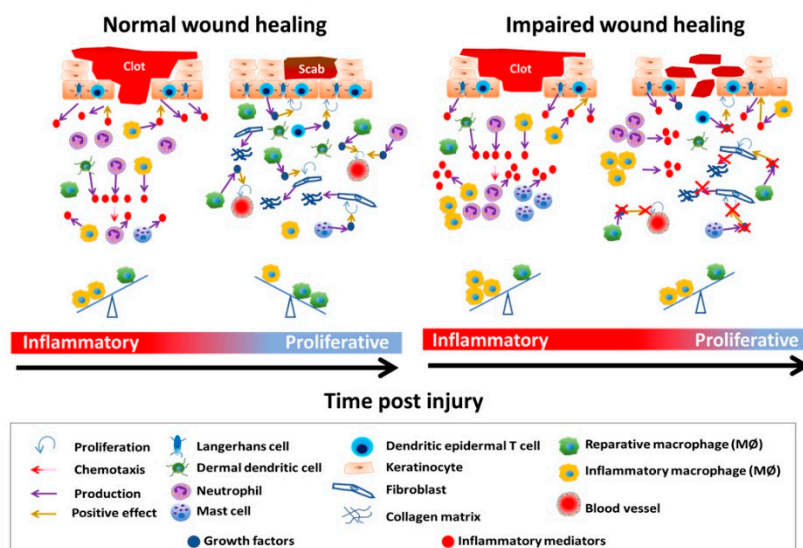 Normal wound healing
Impaired wound healing
Clot
Scab
Clot
Inflammatory
Proliferative
Inflammatory
Proliferative
Time post injury
Proliferation
Chemotaxis
Production
Positive effect
Langerhans cell
Dermal dendritic cell
Neutrophil
Mast cell
Dendritic epidermal T cell
Keratinocyte
Fibroblast
Collagen matrix
Reparative macrophage (MØ)
Inflammatory macrophage (MØ)
Blood vessel
Growth factors
Inflammatory mediators